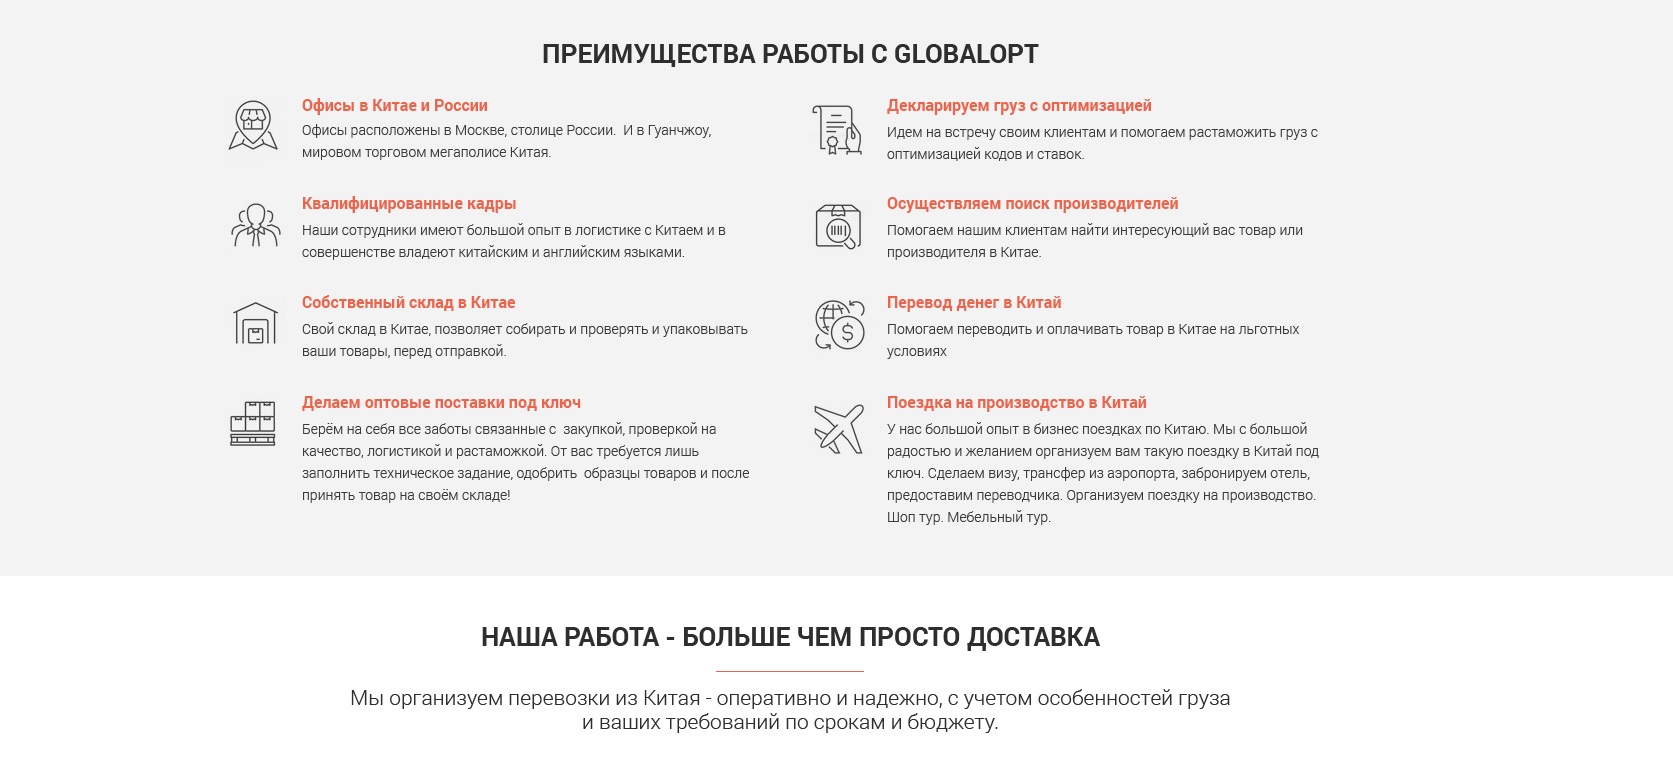 ПРЕИМУЩЕСТВА РАБОТЫ С GLOBALOPT
Офисы в Китае и России
Офисы расположены в Москве, столице России.  И в Гуанчжоу,
мировом торговом мегаполисе Китая.
Квалифицированные кадры
Наши сотрудники имеют большой опыт в логистике с Китаем и в
совершенстве владеют китайским и английским языками.
Собственный склад в Китае
Свой склад в Китае, позволяет собирать и проверять и упаковывать
ваши товары, перед отправкой.
Делаем оптовые поставки под ключ
Берём на себя все заботы связанные с  закупкой, проверкой на
качество, логистикой и растаможкой. От вас требуется лишь
заполнить техническое задание, одобрить  образцы товаров и после
принять товар на своём складе!
Декларируем груз с оптимизацией
Идем на встречу своим клиентам и помогаем растаможить груз с
оптимизацией кодов и ставок.
Осуществляем поиск производителей
Помогаем нашим клиентам найти интересующий вас товар или
производителя в Китае.
Перевод денег в Китай
Помогаем переводить и оплачивать товар в Китае на льготных
условиях
Поездка на производство в Китай
У нас большой опыт в бизнес поездках по Китаю. Мы с большой
радостью и желанием организуем вам такую поездку в Китай под
ключ. Сделаем визу, трансфер из аэропорта, забронируем отель,
предоставим переводчика. Организуем поездку на производство.
Шоп тур. Мебельный тур.
НАША РАБОТА - БОЛЬШЕ ЧЕМ ПРОСТО ДОСТАВКА
Мы организуем перевозки из Китая - оперативно и надежно, с учетом особенностей груза
и ваших требований по срокам и бюджету.